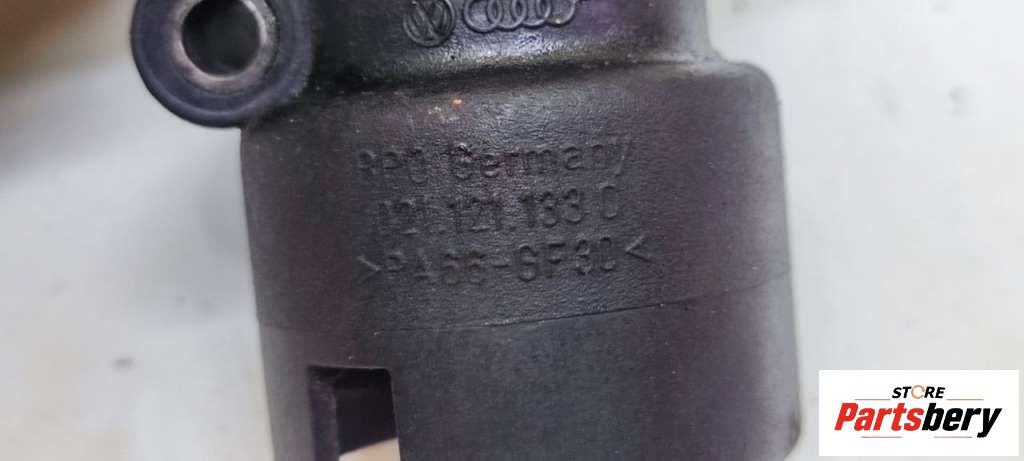 Germany
021.121.133 C
>PA66-GF30<
STORE
Partsbery